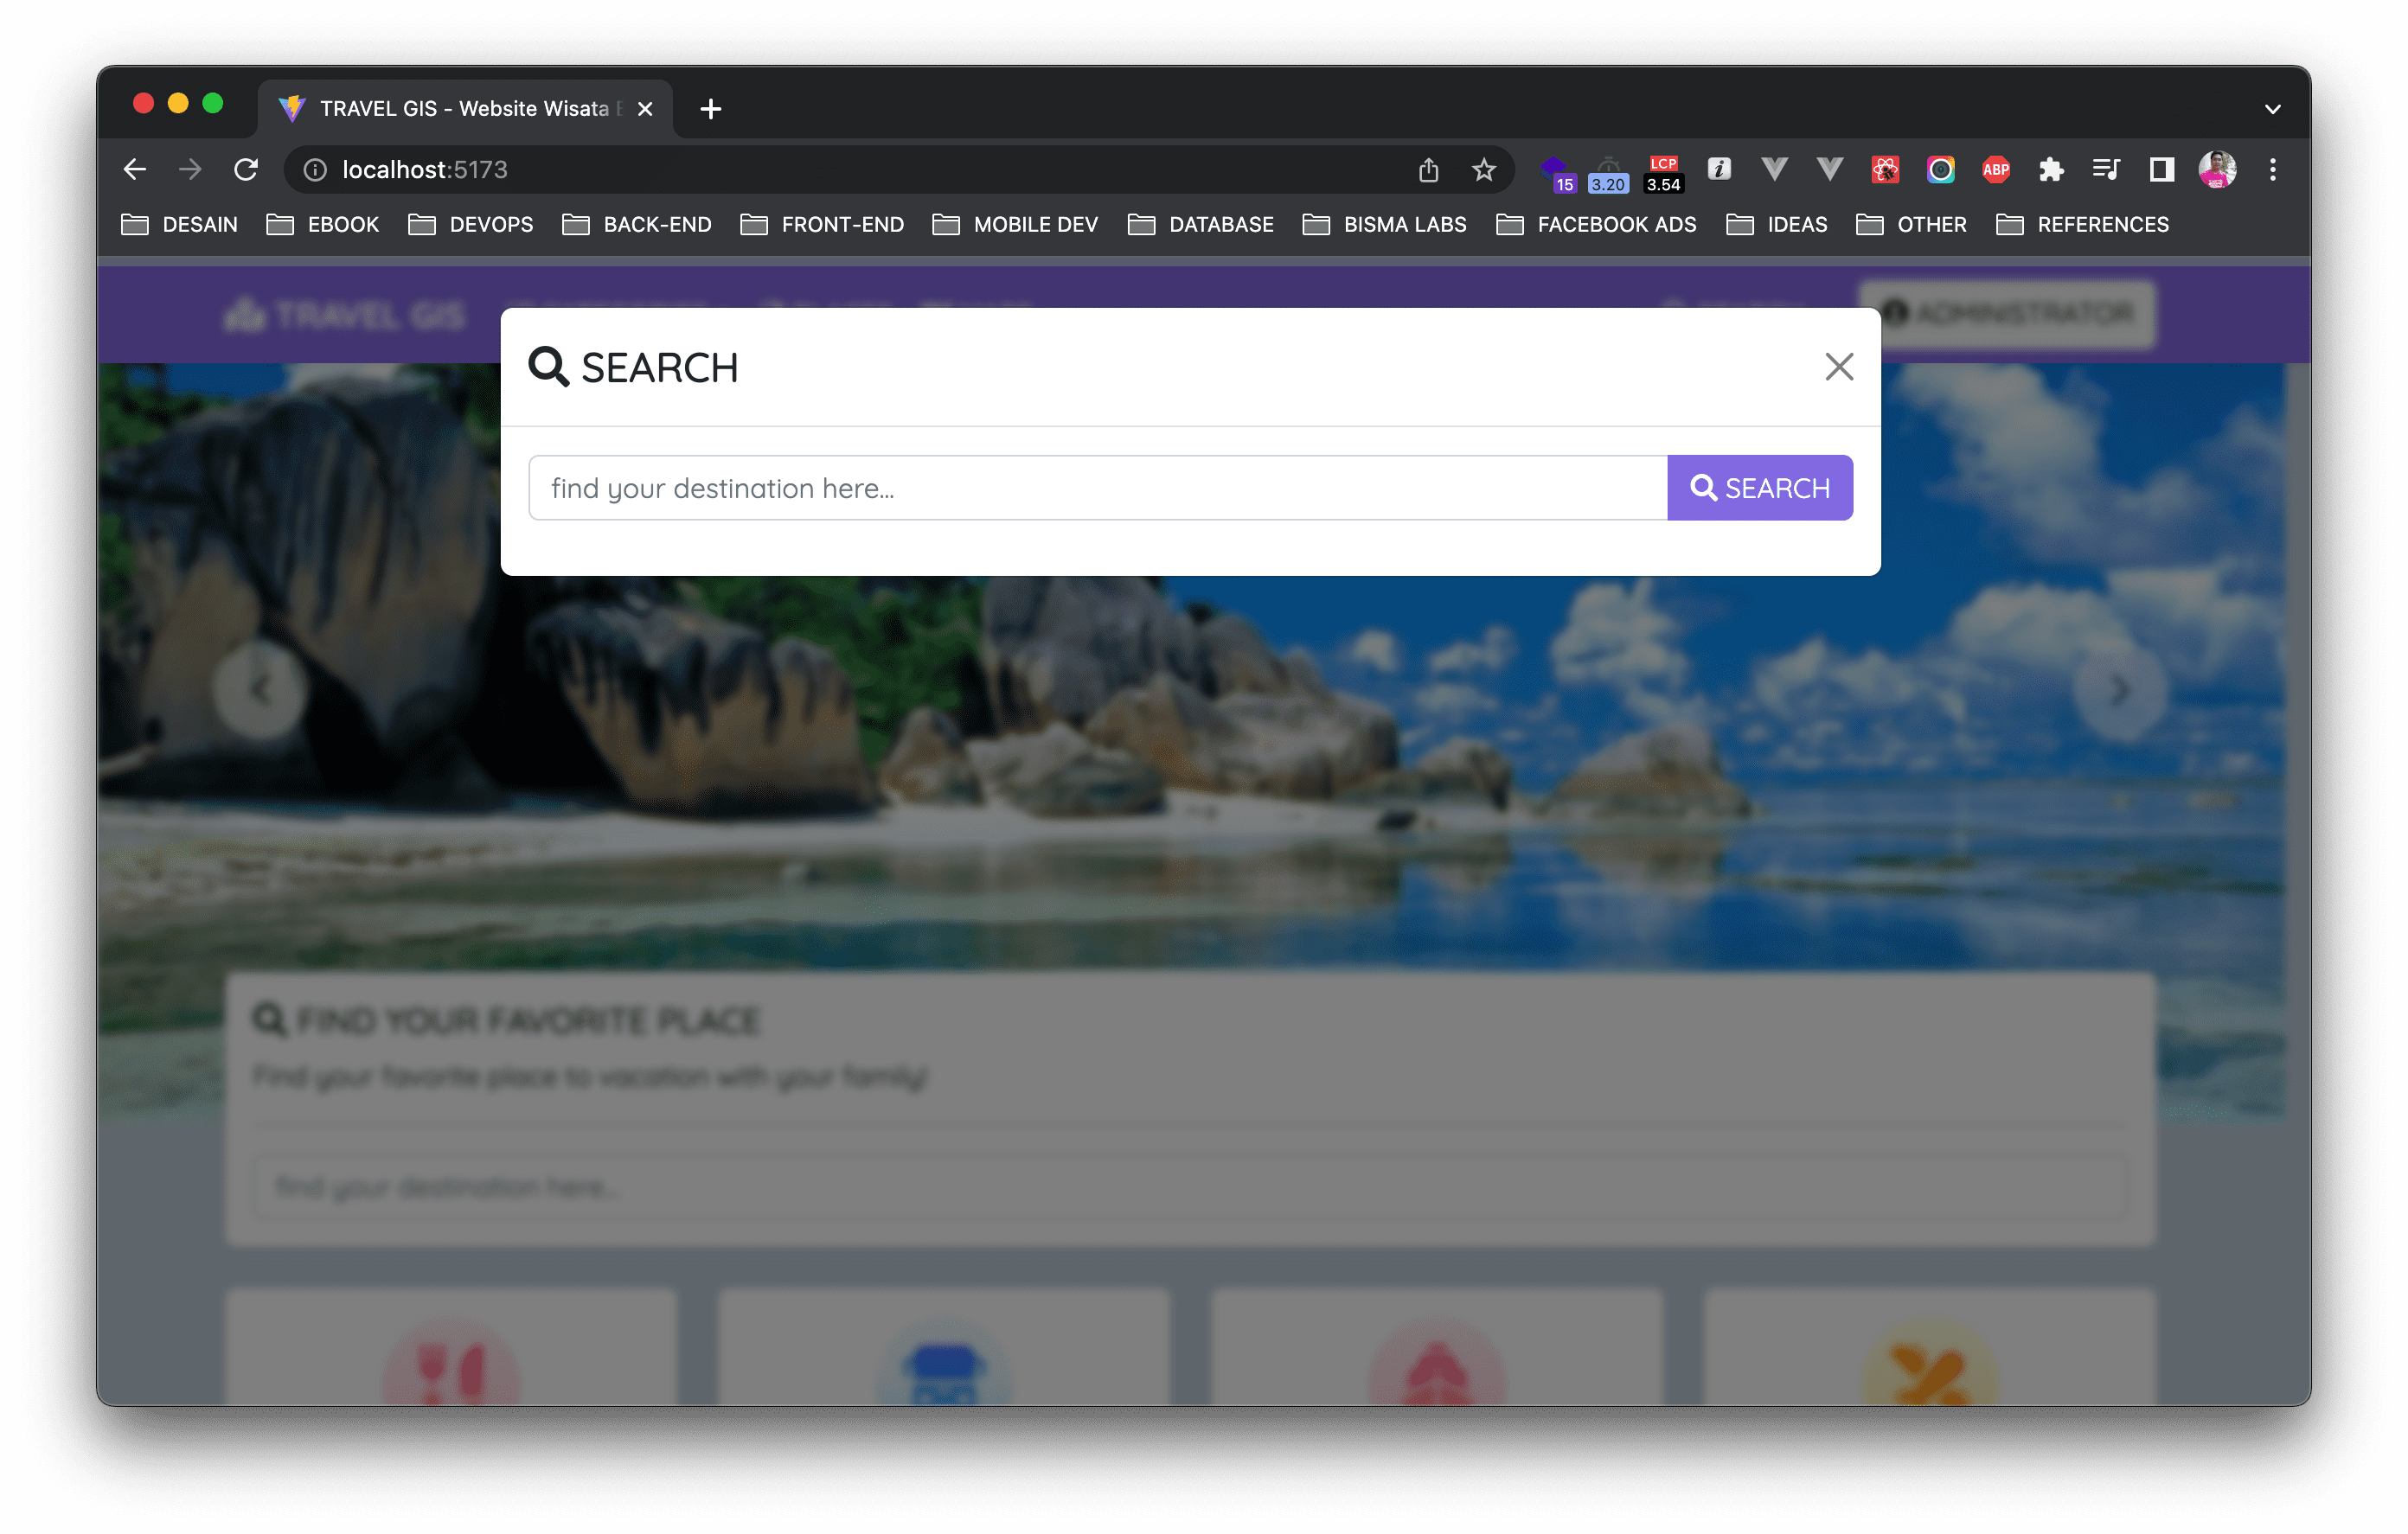 TRAVEL GIS - Website Wisata
localhost:5173
15 3.20 LCP 3.54 ABP
DESAIN EBOOK DEVOPS BACK-END FRONT-END MOBILE DEV DATABASE BISMA LABS FACEBOOK ADS IDEAS OTHER REFERENCES
TRAVEL GIS ADMINISTRATOR
SEARCH
find your destination here...
SEARCH
FIND YOUR FAVORITE PLACE
Find your favorite place to vacation with your family!
find your destination here...